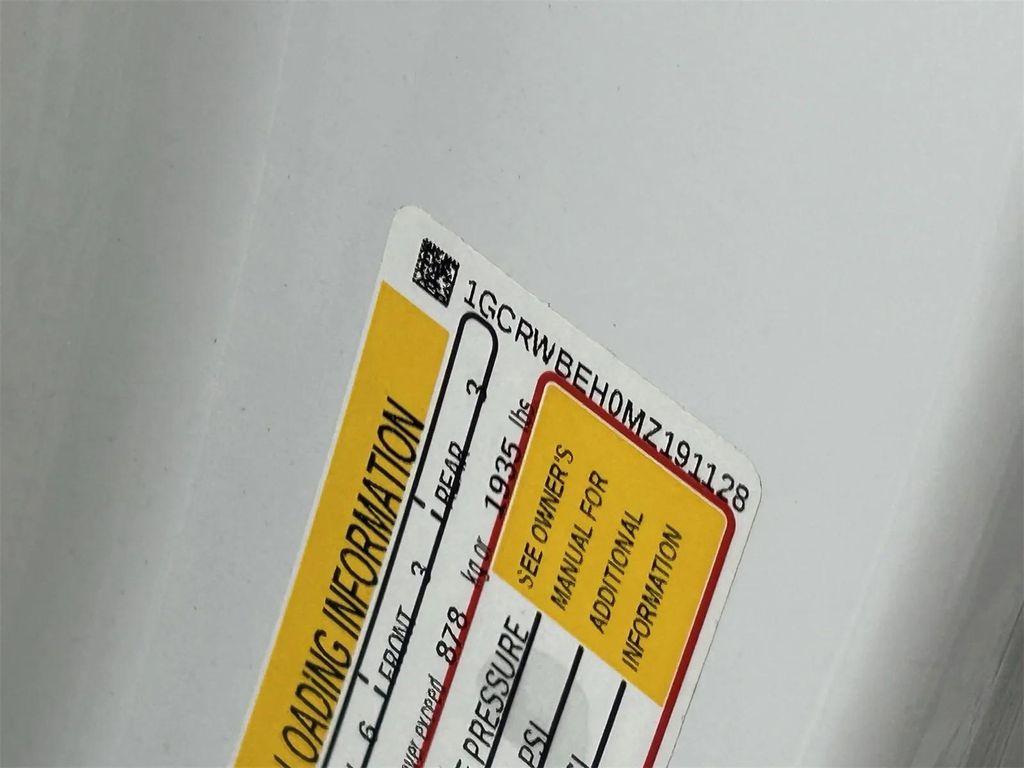 1GCRWBEH0MZ191128
LOADING INFORMATION
6 FRONT 3 REAR 3
exceed 878 kg or 1935 lbs
PRESSURE
PSI
SEE OWNER'S
MANUAL FOR
ADDITIONAL
INFORMATION